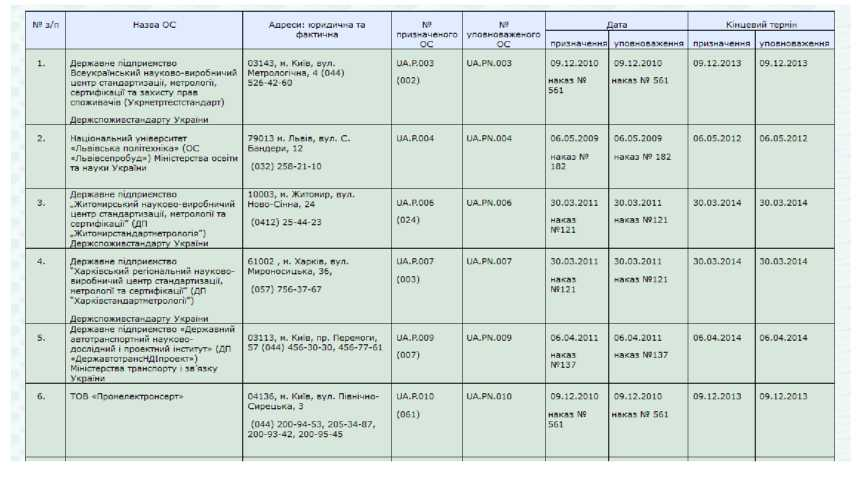 № з/п
Назва ОС
Адреси: юридична та
фактична
№
призначеного
ОС
№
уповноваженого
ОС
Дата
Кінцевий термін
призначення
уповноваження
призначення
уповноваження
1.
Державне підприємство
Всеукраїнський науково-виробничий
центр стандартизації, метрології,
сертифікації та захисту прав
споживачів (Укрметртестстандарт)
Держспоживстандарту України
03143, м. Київ, вул.
Метрологічна, 4 (044)
526-42-60
UA.P.003
(002)
UA.PN.003
09.12.2010
наказ №
561
09.12.2010
наказ № 561
09.12.2013
09.12.2013
2.
Національний університет
«Львівська політехніка» (ОС
«Львівсепробуд») Міністерства освіти
та науки України
79013 м. Львів, вул. С.
Бандери, 12
(032) 258-21-10
UA.P.004
UA.PN.004
06.05.2009
наказ №
182
06.05.2009
наказ № 182
06.05.2012
06.05.2012
3.
Державне підприємство
„Житомирський науково-виробничий
центр стандартизації, метрології та
сертифікації” (ДП
„Житомирстандартметрологія”)
Держспоживстандарту України
10003, м. Житомир, вул.
Ново-Сінна, 24
(0412) 25-44-23
UA.P.006
(024)
UA.PN.006
30.03.2011
наказ
№121
30.03.2011
наказ №121
30.03.2014
30.03.2014
4.
Державне підприємство
"Харківський регіональний науково-
виробничий центр стандартизації,
метрології та сертифікації" (ДП
"Харківстандартметрології")
Держспоживстандарту України
61002 , м. Харків, вул.
Мироносицька, 36,
(057) 756-37-67
UA.P.007
(003)
UA.PN.007
30.03.2011
наказ
№121
30.03.2011
наказ №121
30.03.2014
30.03.2014
5.
Державне підприємство «Державний
автотранспортний науково-
дослідний і проектний інститут» (ДП
«ДержавтотрансНДІпроект»)
Міністерства транспорту і зв'язку
України
03113, м. Київ, пр. Перемоги,
57 (044) 456-30-30, 456-77-61
UA.P.009
(007)
UA.PN.009
06.04.2011
наказ
№137
06.04.2011
наказ №137
06.04.2014
06.04.2014
6.
ТОВ «Промелектронсерт»
04136, м. Київ, вул. Північно-
Сирецька, 3
(044) 200-94-53, 205-34-87,
200-93-42, 200-95-45
UA.P.010
(061)
UA.PN.010
09.12.2010
наказ №
561
09.12.2010
наказ № 561
09.12.2013
09.12.2013